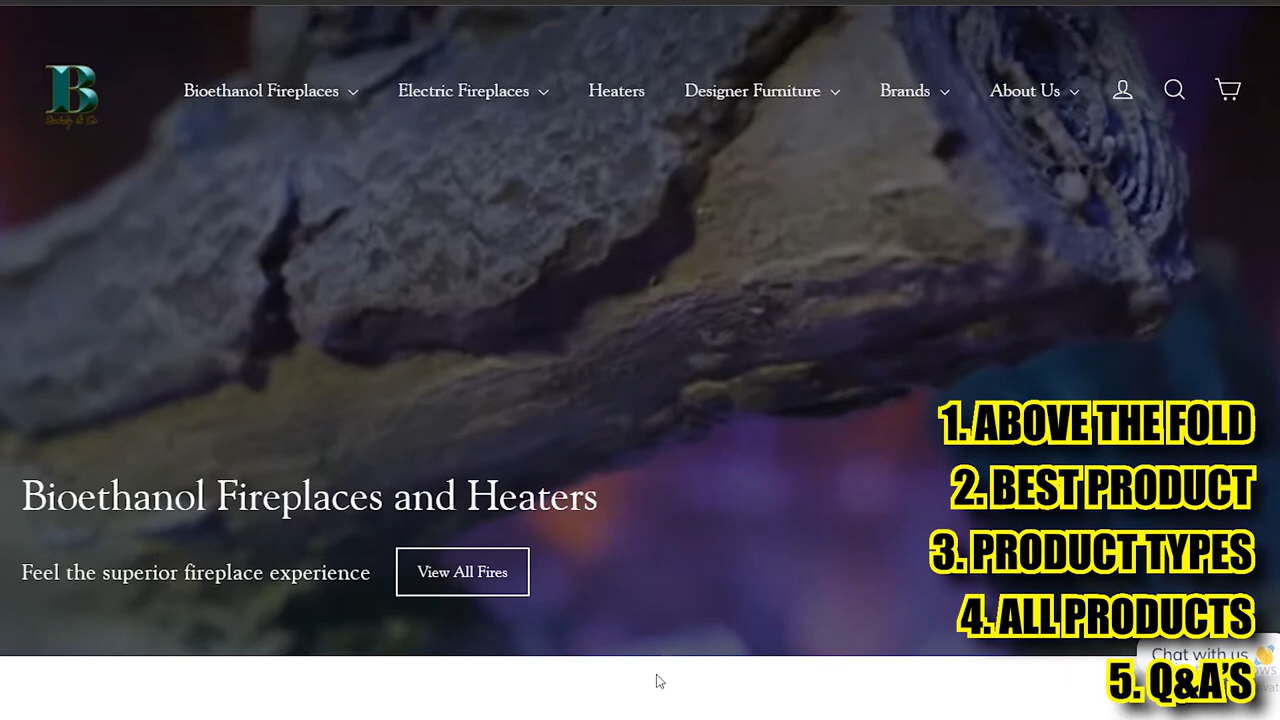 B
Bioethanol Fireplaces
Electric Fireplaces
Heaters
Designer Furniture
Brands
About Us
Bioethanol Fireplaces and Heaters
Feel the superior fireplace experience
View All Fires
1. ABOVE THE FOLD
2. BEST PRODUCT
3. PRODUCT TYPES
4. ALL PRODUCTS
Chat with us
5. Q&A'S